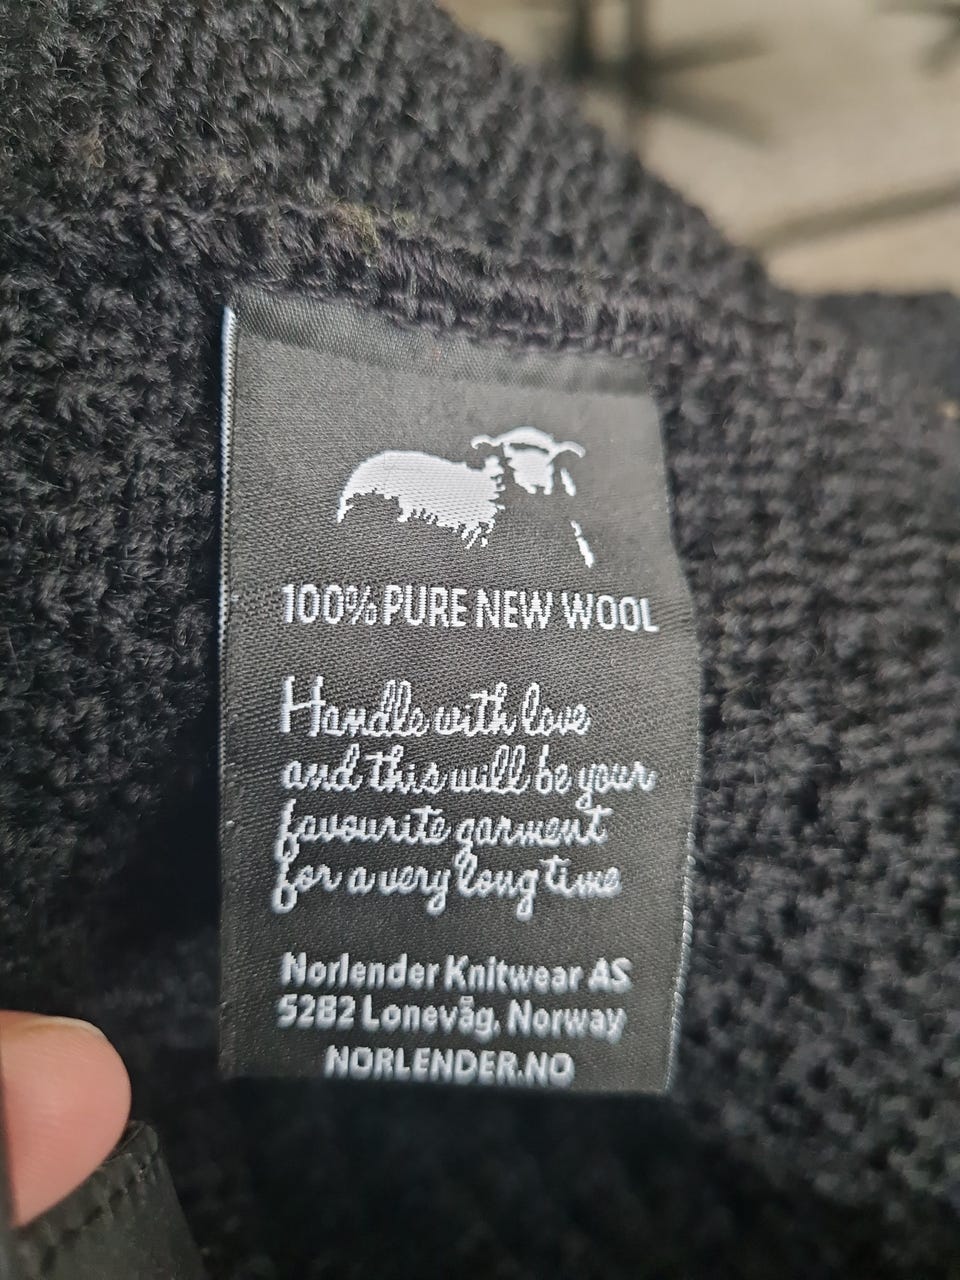 100% PURE NEW WOOL
Handle with love
and this will be your
favourite garment
for a very long time
Norlender Knitwear AS
5282 Lonevåg, Norway
NORLENDER.NO